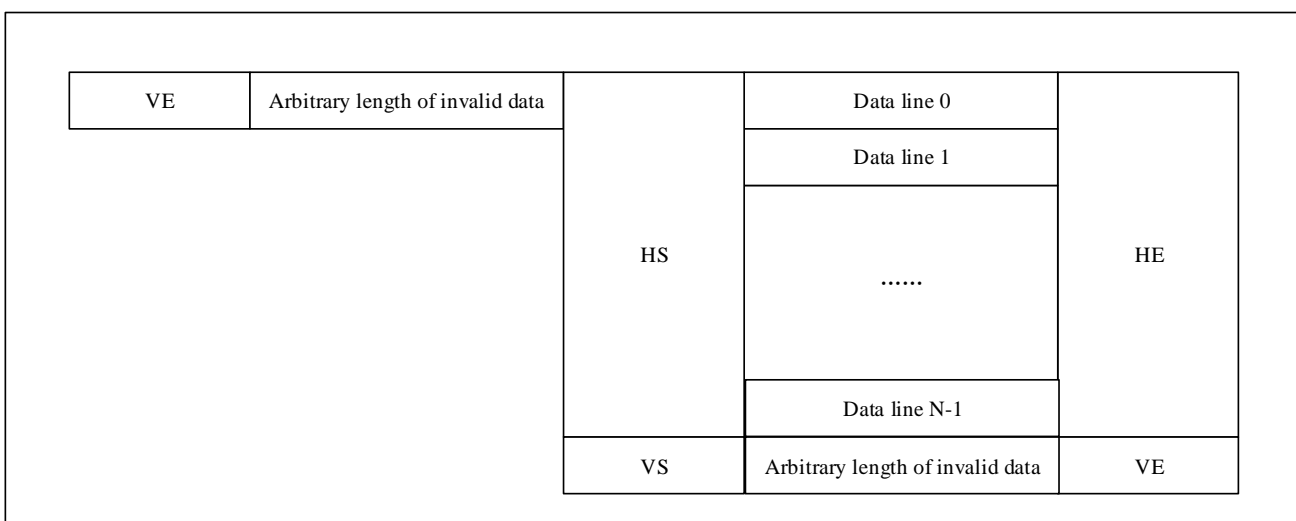 VE
Arbitrary length of invalid data
Data line 0
Data line 1
HS
......
HE
Data line N-1
VS
Arbitrary length of invalid data
VE